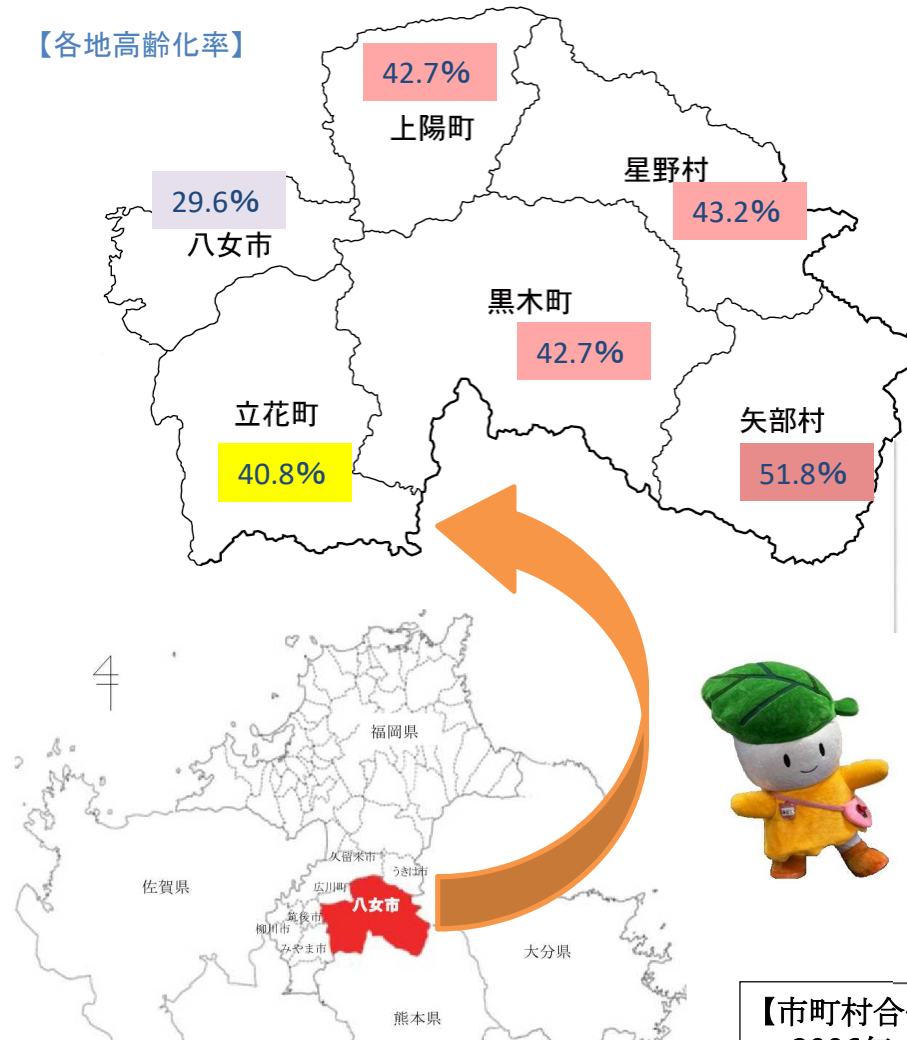 【各地高齢化率】
42.7%
上陽町
星野村
43.2%
29.6%
八女市
黒木町
42.7%
立花町
40.8%
矢部村
51.8%
福岡県
久留米市
うきは市
佐賀県
広川町
八女市
筑後市
柳川市
みやま市
大分県
熊本県
【市町村合